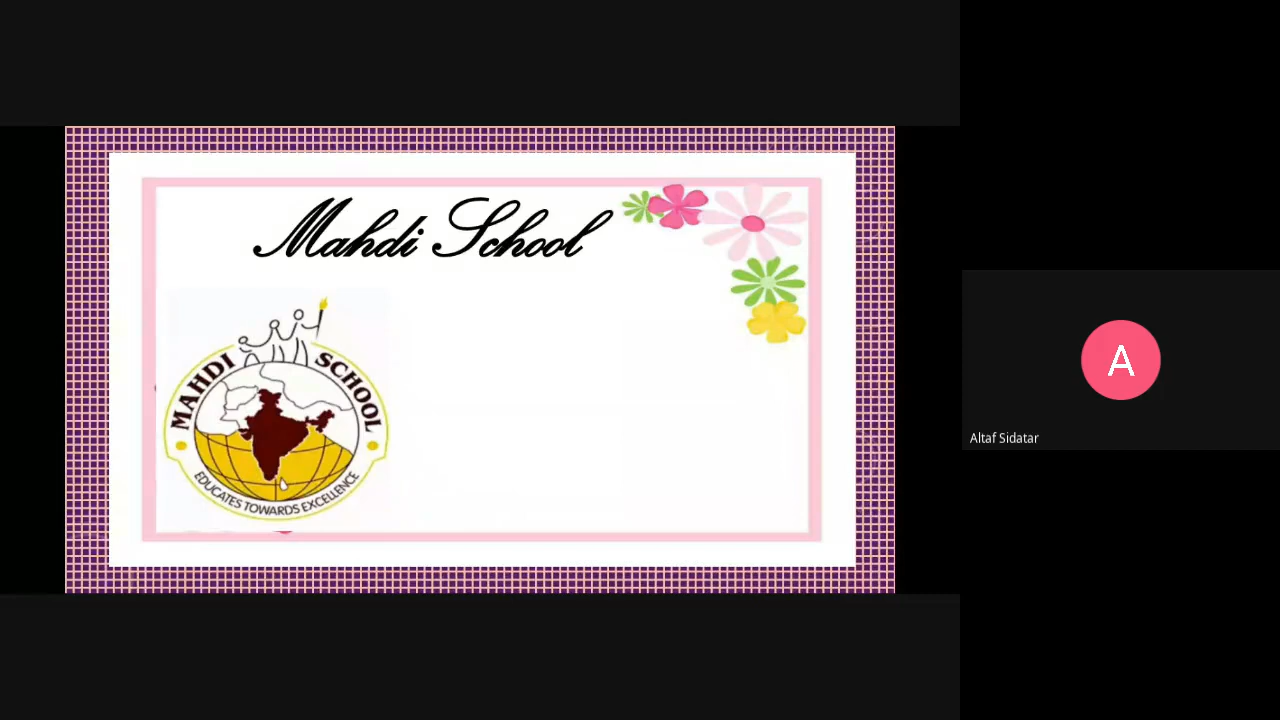 Mahdi School
MAHDI SCHOOL
EDUCATES TOWARDS EXCELLENCE
A
Altaf Sidatar